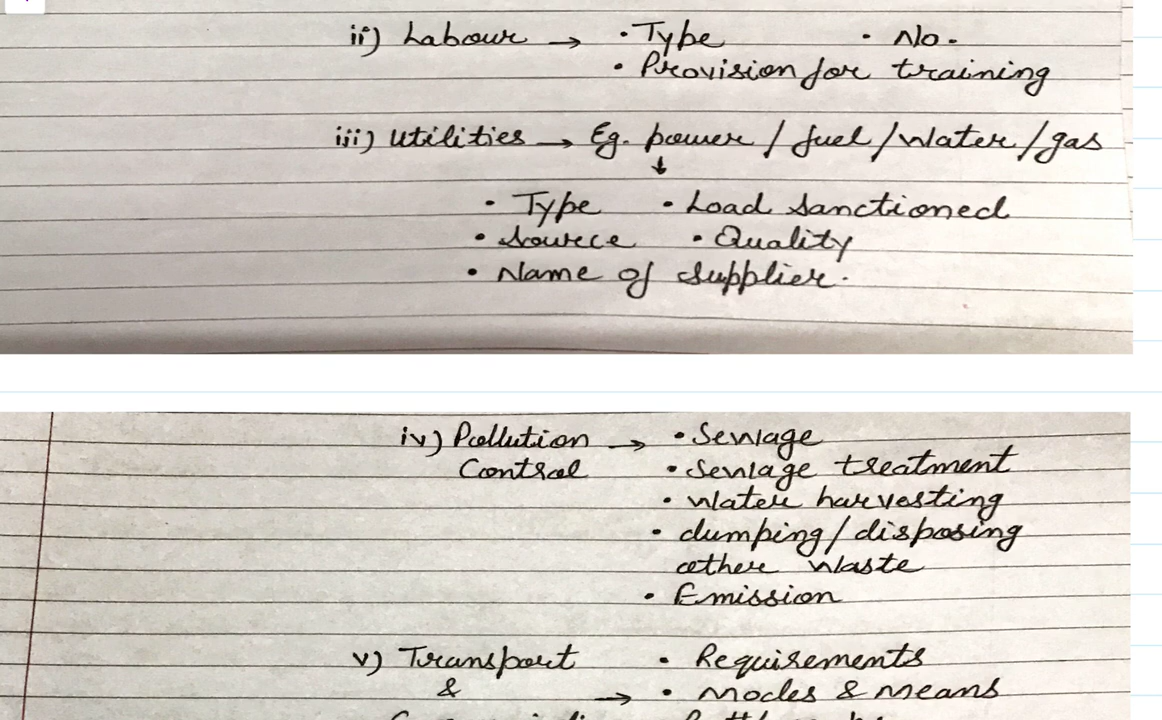 ii) Labour → • Type • No.
• Provision for training
iii) Utilities → Eg. power / fuel / Water / gas
↓
• Type • Load Sanctioned
• Source • Quality
• Name of Supplier.
iv) Pollution → • Sewage
Control • Sewage treatment
• Water harvesting
• dumping / disposing
other Waste
• Emission
v) Transport • Requirements
& → • Modes & Means